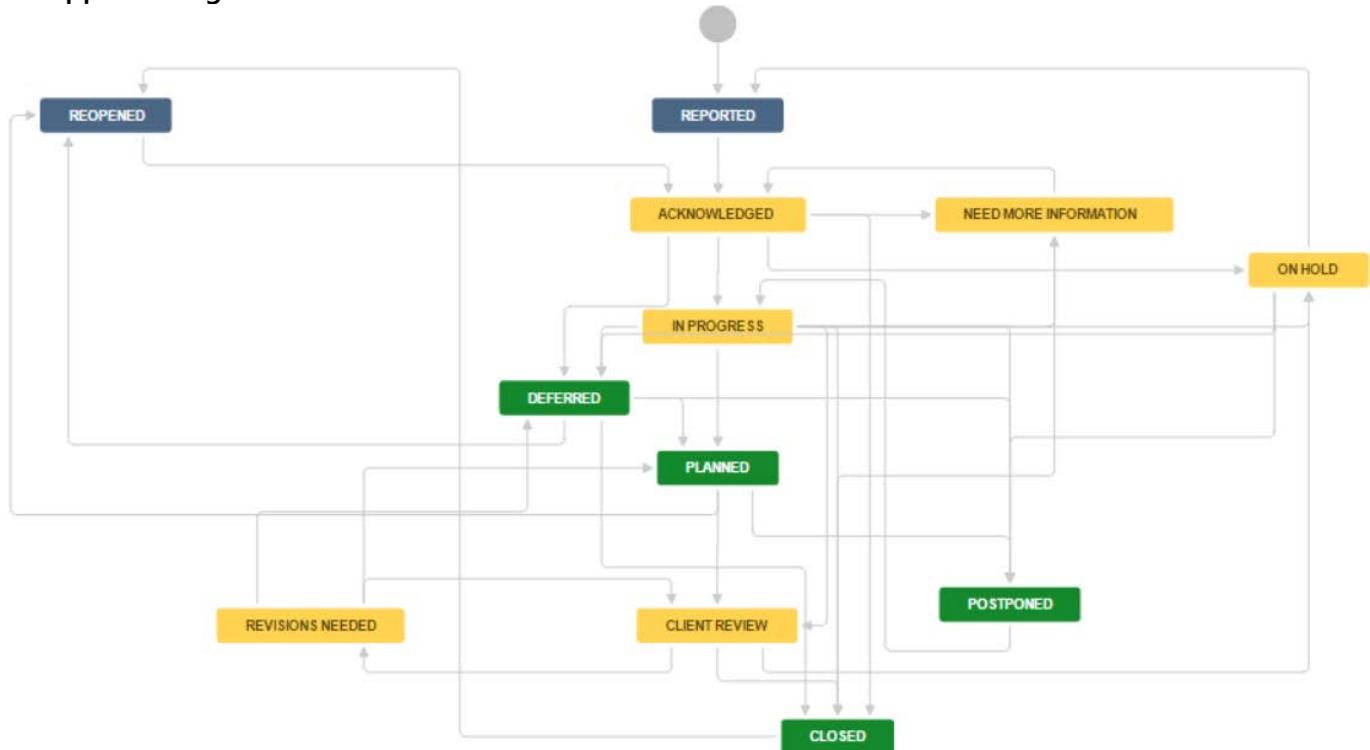 REOPENED
REPORTED
ACKNOWLEDGED
NEED MORE INFORMATION
ON HOLD
IN PROGRESS
DEFERRED
PLANNED
POSTPONED
REVISIONS NEEDED
CLIENT REVIEW
CLOSED